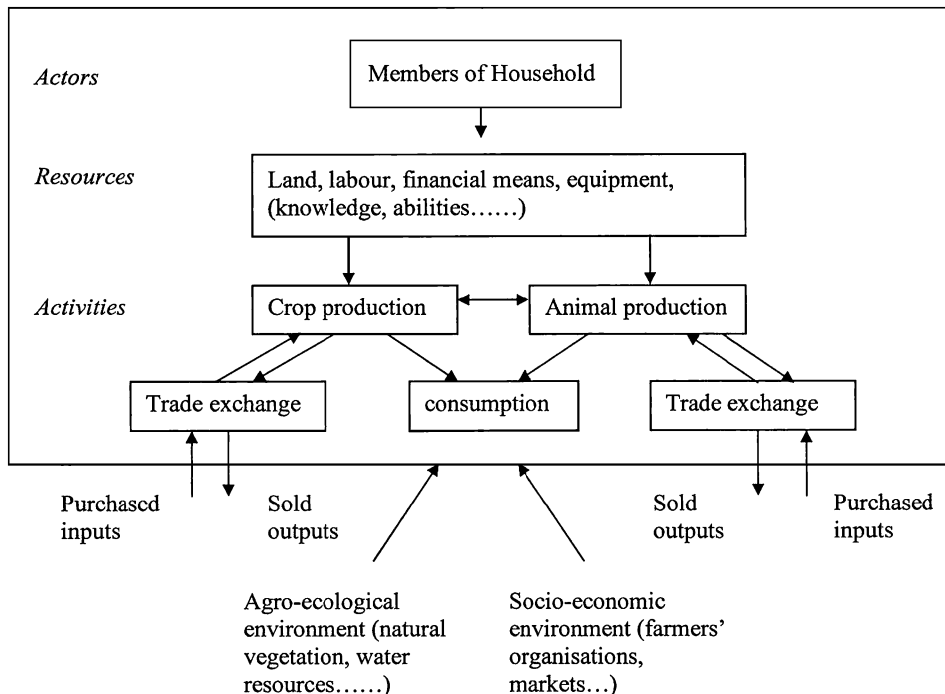 Actors
Members of Household
Resources
Land, labour, financial means, equipment,
(knowledge, abilities……)
Activities
Crop production
Animal production
Trade exchange
consumption
Trade exchange
Purchased
inputs
Sold
outputs
Sold
outputs
Purchased
inputs
Agro-ecological
environment (natural
vegetation, water
resources……)
Socio-economic
environment (farmers’
organisations,
markets…)